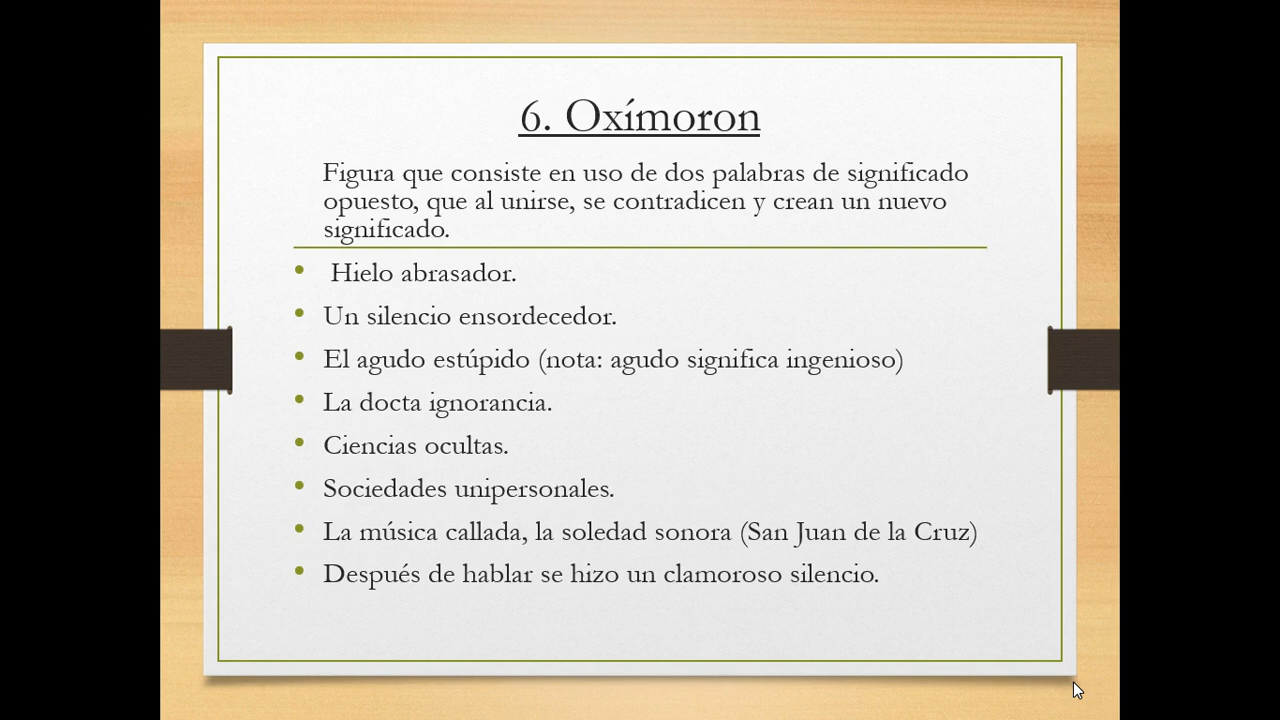 6. Oxímoron
Figura que consiste en uso de dos palabras de significado
opuesto, que al unirse, se contradicen y crean un nuevo
significado.
• Hielo abrasador.
• Un silencio ensordecedor.
• El agudo estúpido (nota: agudo significa ingenioso)
• La docta ignorancia.
• Ciencias ocultas.
• Sociedades unipersonales.
• La música callada, la soledad sonora (San Juan de la Cruz)
• Después de hablar se hizo un clamoroso silencio.